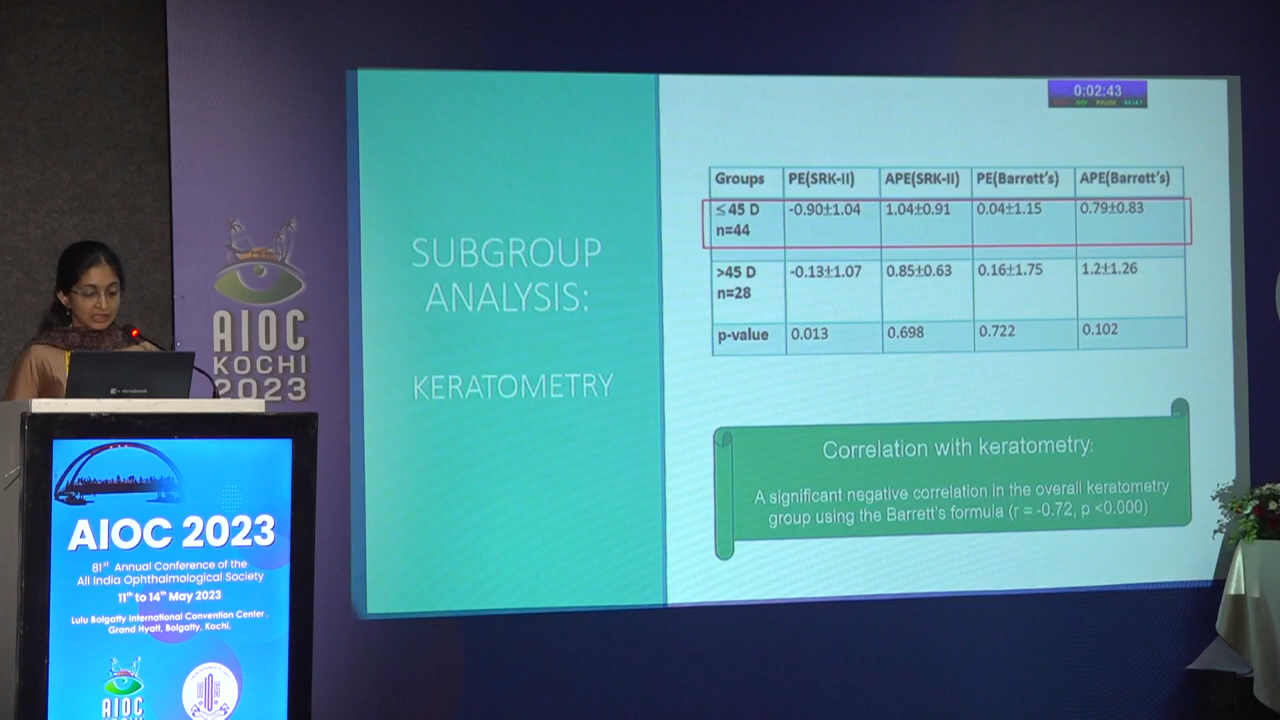 0:02:43
SUBGROUP
ANALYSIS:
KERATOMETRY
Groups PE(SRK-II) APE(SRK-II) PE(Barrett's) APE(Barrett's)
≤ 45 D -0.90±1.04 1.04±0.91 0.04±1.15 0.79±0.83
n=44
>45 D -0.13±1.07 0.85±0.63 0.16±1.75 1.2±1.26
n=28
p-value 0.013 0.698 0.722 0.102
Correlation with keratometry:
A significant negative correlation in the overall keratometry
group using the Barrett's formula (r = -0.72, p <0.000)
AIOC
KOCHI
2023
AIOC 2023
81st Annual Conference of the
All India Ophthalmological Society
11th to 14th May 2023
Lulu Bolgatty International Convention Center,
Grand Hyatt, Bolgatty, Kochi.
AIOC
KOCHI